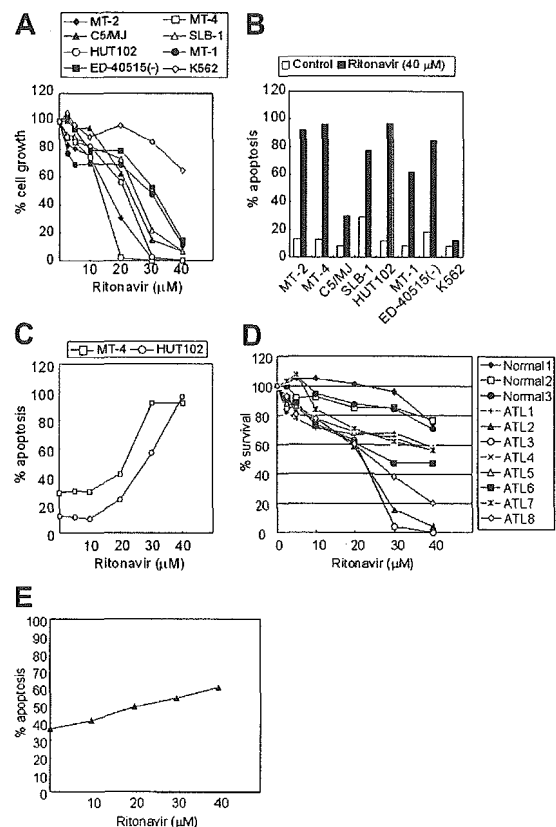 A
MT-2
MT-4
C5/MJ
SLB-1
HUT102
MT-1
ED-40515(-)
K562
% cell growth
120
100
80
60
40
20
0
10 20 30 40
Ritonavir (μM)
B
Control
Ritonavir (40 μM)
% apoptosis
120
100
80
60
40
20
0
MT-2
MT-4
C5/MJ
SLB-1
HUT102
MT-1
ED-40515(-)
K562
C
MT-4
HUT102
% apoptosis
120
100
80
60
40
20
0
0 10 20 30 40
Ritonavir (μM)
D
% survival
120
100
80
60
40
20
0
0 10 20 30 40
Ritonavir (μM)
Normal1
Normal2
Normal3
ATL1
ATL2
ATL3
ATL4
ATL5
ATL6
ATL7
ATL8
E
% apoptosis
100
90
80
70
60
50
40
30
20
10
0
0 10 20 30 40
Ritonavir (μM)